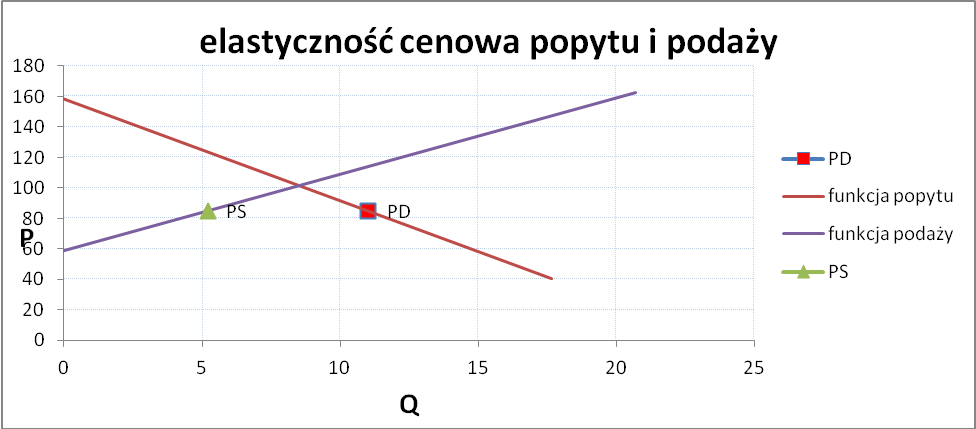 elastyczność cenowa popytu i podaży
180
160
140
120
100
80
60
40
20
0
P
PS
PD
0 5 10 15 20 25
Q
PD
funkcja popytu
funkcja podaży
PS